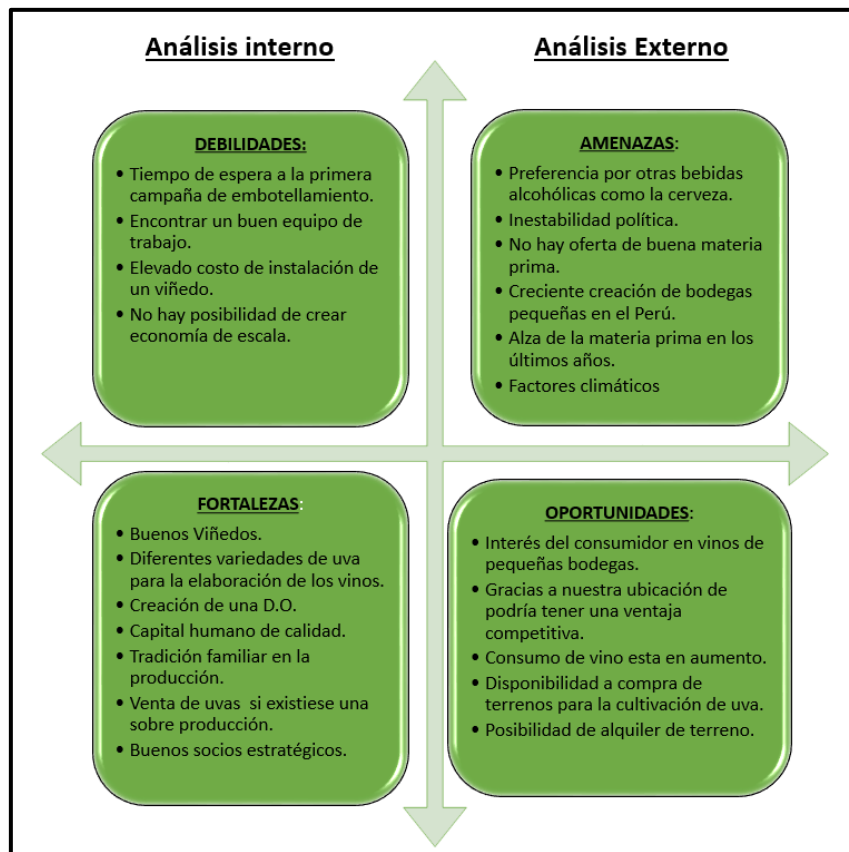 Análisis interno
Análisis Externo
DEBILIDADES:
• Tiempo de espera a la primera
campaña de embotellamiento.
• Encontrar un buen equipo de
trabajo.
• Elevado costo de instalación de
un viñedo.
• No hay posibilidad de crear
economía de escala.
AMENAZAS:
• Preferencia por otras bebidas
alcohólicas como la cerveza.
• Inestabilidad política.
• No hay oferta de buena materia
prima.
• Creciente creación de bodegas
pequeñas en el Perú.
• Alza de la materia prima en los
últimos años.
• Factores climáticos
FORTALEZAS:
• Buenos Viñedos.
• Diferentes variedades de uva
para la elaboración de los vinos.
• Creación de una D.O.
• Capital humano de calidad.
• Tradición familiar en la
producción.
• Venta de uvas si existiese una
sobre producción.
• Buenos socios estratégicos.
OPORTUNIDADES:
• Interés del consumidor en vinos de
pequeñas bodegas.
• Gracias a nuestra ubicación de
podría tener una ventaja
competitiva.
• Consumo de vino esta en aumento.
• Disponibilidad a compra de
terrenos para la cultivación de uva.
• Posibilidad de alquiler de terreno.